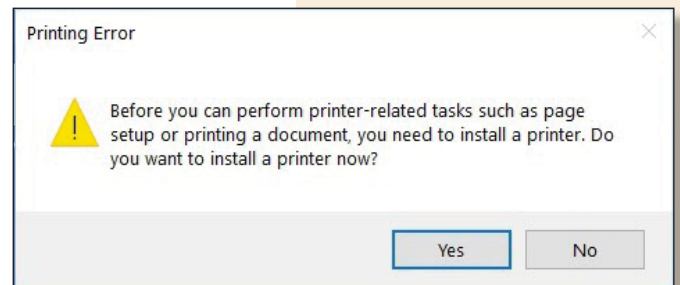 Printing Error
Before you can perform printer-related tasks such as page
setup or printing a document, you need to install a printer. Do
you want to install a printer now?
Yes
No